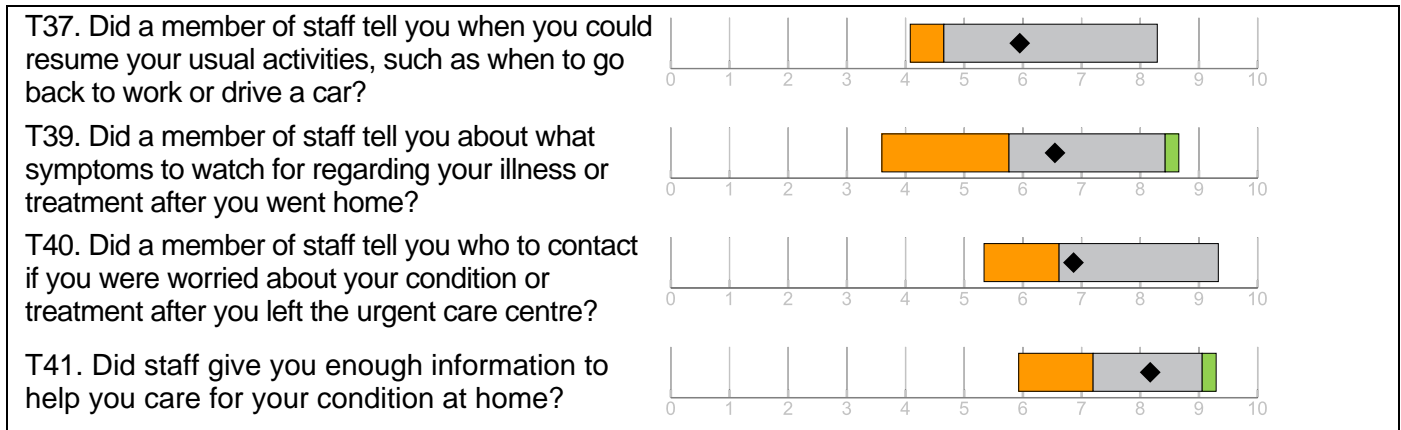 T37. Did a member of staff tell you when you could
resume your usual activities, such as when to go
back to work or drive a car?
0 1 2 3 4 5 6 7 8 9 10
T39. Did a member of staff tell you about what
symptoms to watch for regarding your illness or
treatment after you went home?
0 1 2 3 4 5 6 7 8 9 10
T40. Did a member of staff tell you who to contact
if you were worried about your condition or
treatment after you left the urgent care centre?
0 1 2 3 4 5 6 7 8 9 10
T41. Did staff give you enough information to
help you care for your condition at home?
0 1 2 3 4 5 6 7 8 9 10